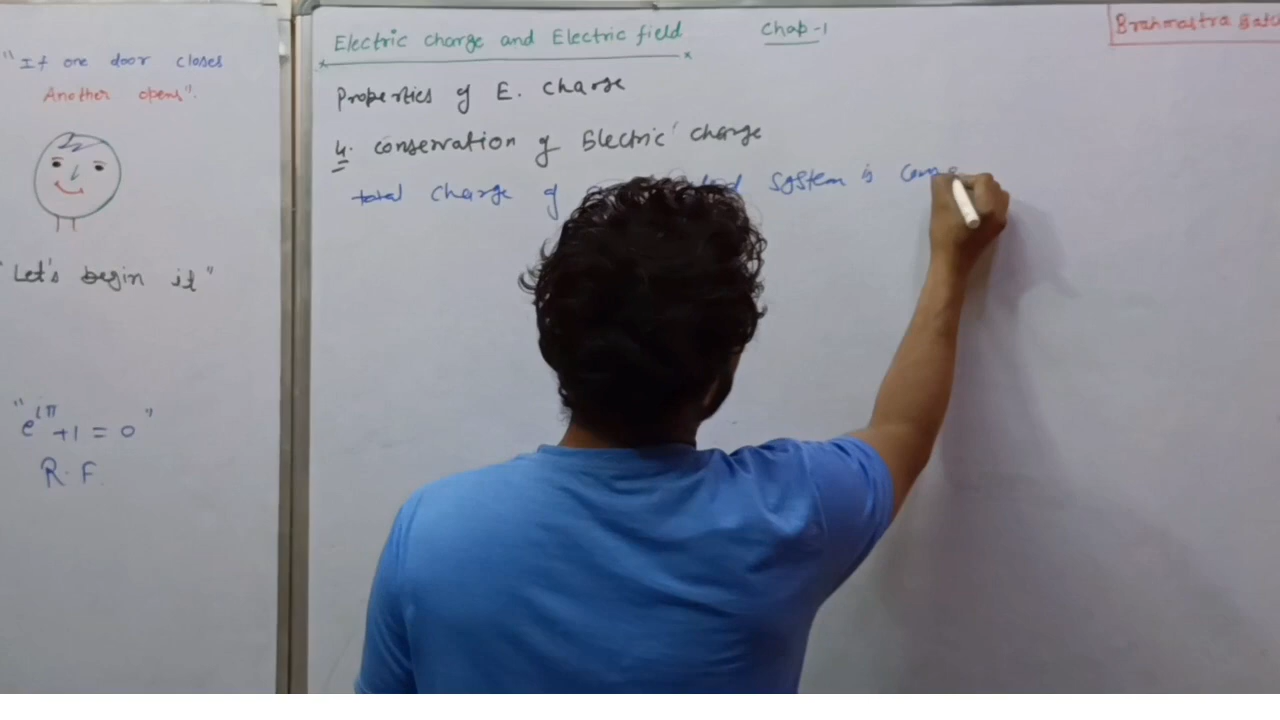 "If one door closes
Another opens".
"Let's begin it"
"e^iπ +1 = 0"
R. F.
Electric charge and Electric field
Chap-1
Brahmastra
Properties of E. Charge
4. conservation of Electric charge
total charge of system is